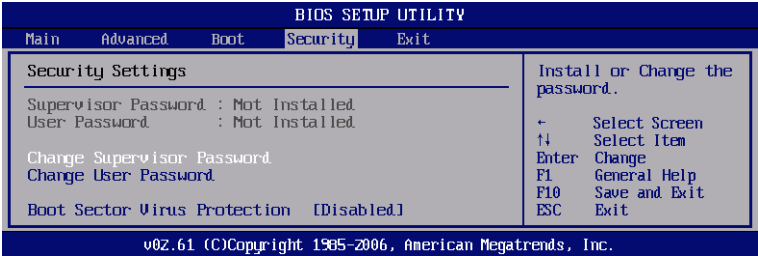 BIOS SETUP UTILITY
Main Advanced Boot Security Exit
Security Settings
Supervisor Password : Not Installed
User Password : Not Installed
Change Supervisor Password
Change User Password
Boot Sector Virus Protection [Disabled]
Install or Change the
password.
← Select Screen
↑↓ Select Item
Enter Change
F1 General Help
F10 Save and Exit
ESC Exit
v02.61 (C)Copyright 1985-2006, American Megatrends, Inc.